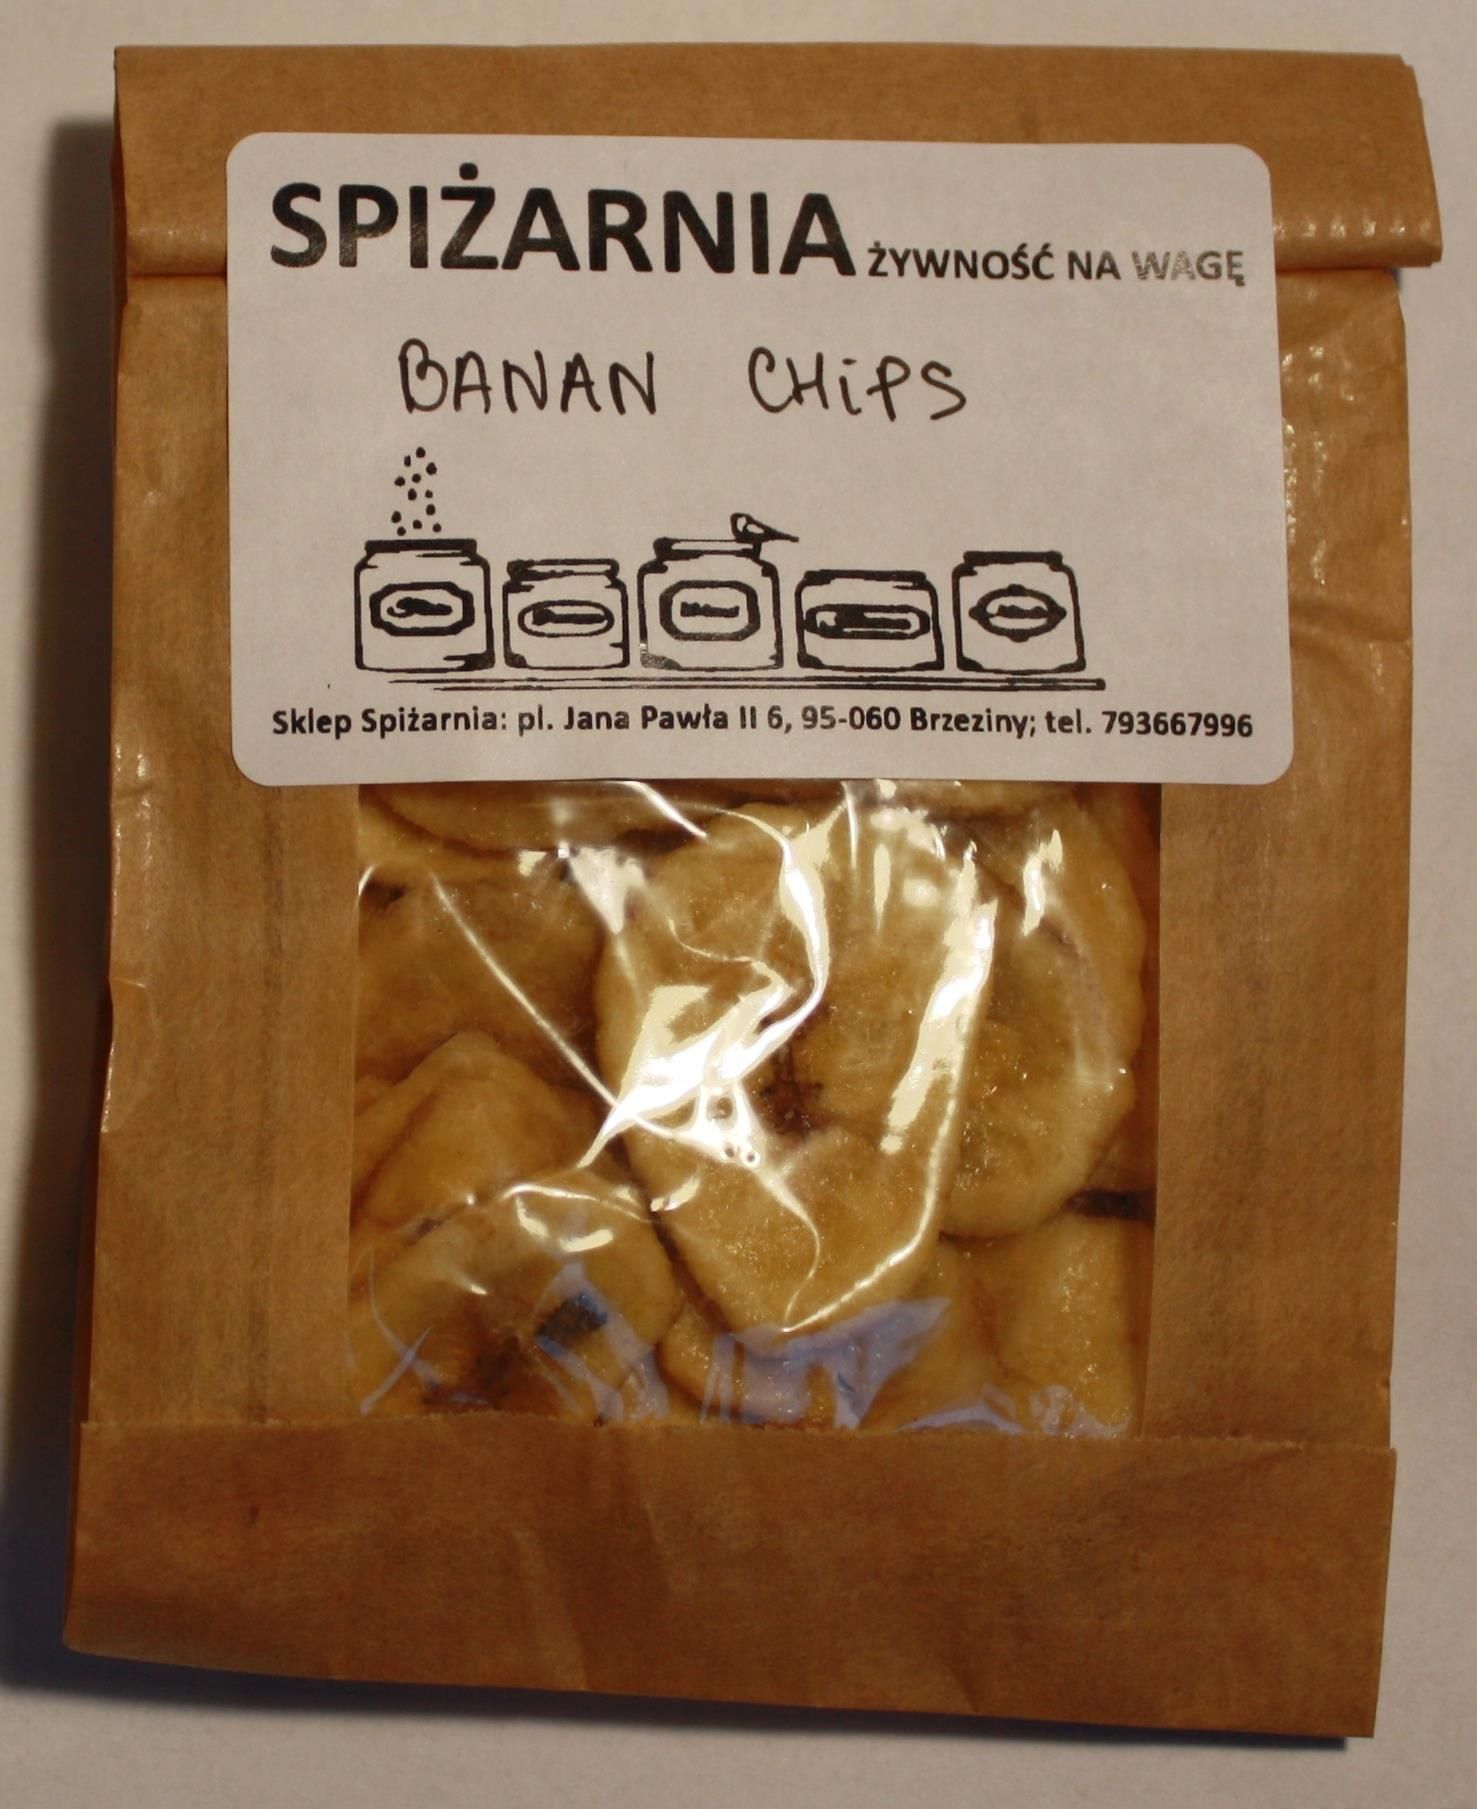 SPIŻARNIA ŻYWNOŚĆ NA WAGĘ
BANAN CHiPS
Sklep Spiżarnia: pl. Jana Pawła II 6, 95-060 Brzeziny; tel. 793667996